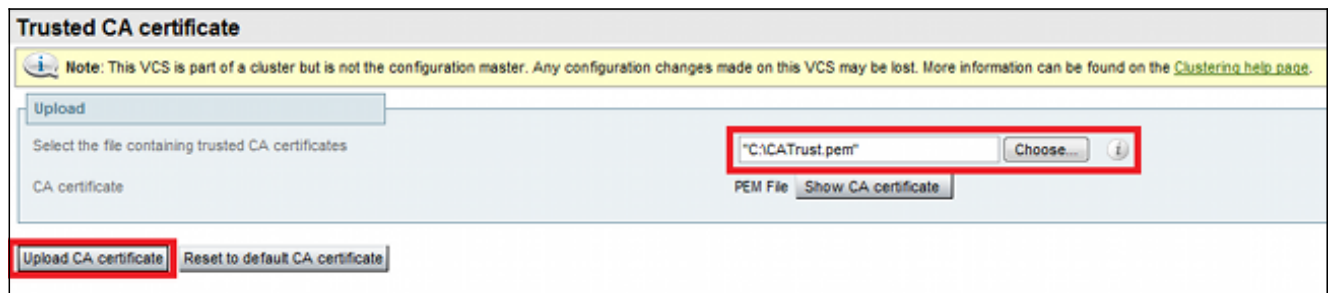 Trusted CA certificate
Note: This VCS is part of a cluster but is not the configuration master. Any configuration changes made on this VCS may be lost. More information can be found on the Clustering help page.
Upload
Select the file containing trusted CA certificates "C:\CATrust.pem" Choose... i
CA certificate PEM File Show CA certificate
Upload CA certificate Reset to default CA certificate